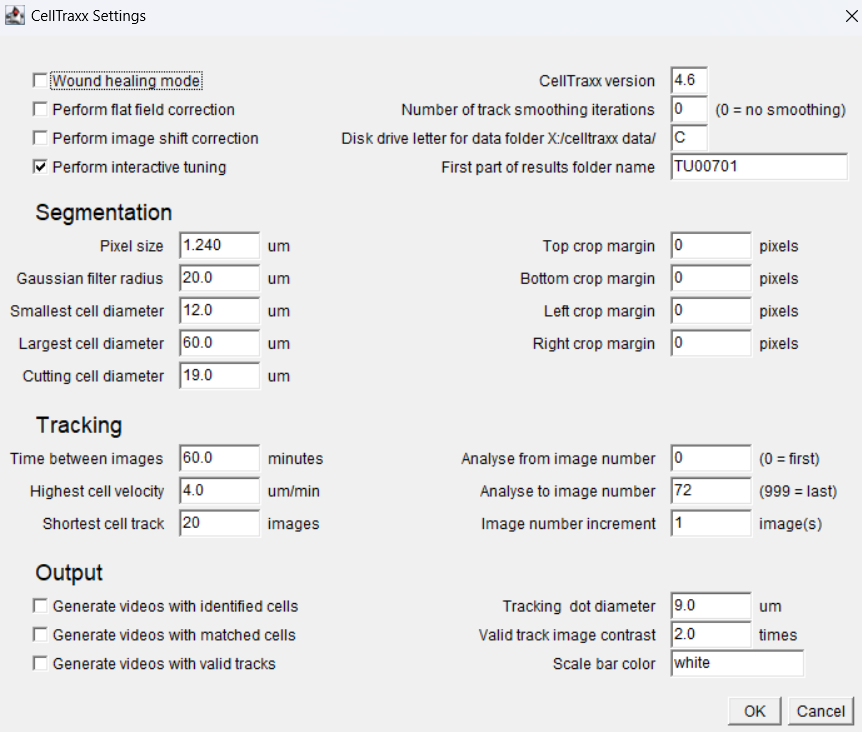 CellTraxx Settings
Wound healing mode CellTraxx version 4.6
Perform flat field correction Number of track smoothing iterations 0 (0 = no smoothing)
Perform image shift correction Disk drive letter for data folder X:/celltraxx data/ C
Perform interactive tuning First part of results folder name TU00701
Segmentation
Pixel size 1.240 um Top crop margin 0 pixels
Gaussian filter radius 20.0 um Bottom crop margin 0 pixels
Smallest cell diameter 12.0 um Left crop margin 0 pixels
Largest cell diameter 60.0 um Right crop margin 0 pixels
Cutting cell diameter 19.0 um
Tracking
Time between images 60.0 minutes Analyse from image number 0 (0 = first)
Highest cell velocity 4.0 um/min Analyse to image number 72 (999 = last)
Shortest cell track 20 images Image number increment 1 image(s)
Output
Generate videos with identified cells Tracking dot diameter 9.0 um
Generate videos with matched cells Valid track image contrast 2.0 times
Generate videos with valid tracks Scale bar color white
OK Cancel